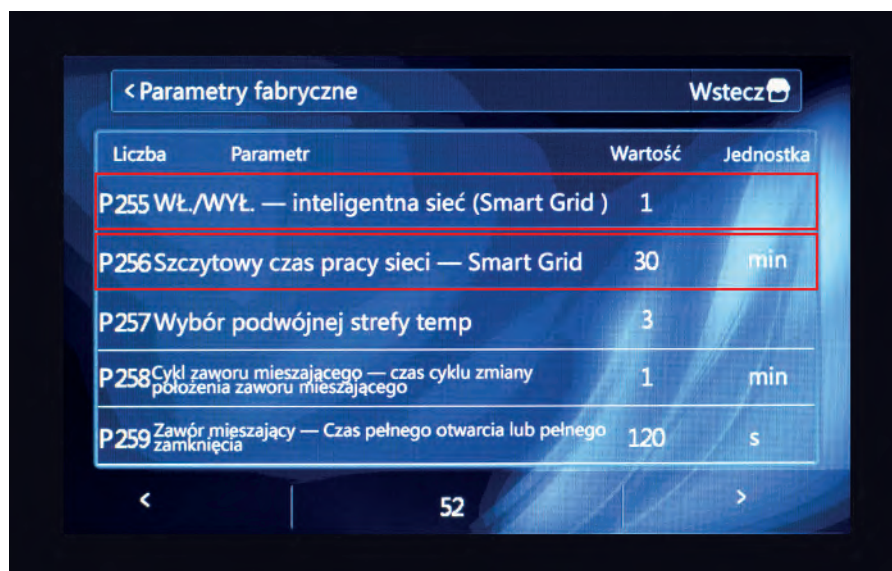 < Parametry fabryczne Wstecz
Liczba Parametr Wartość Jednostka
P255 WŁ./WYŁ. — inteligentna sieć (Smart Grid ) 1
P256 Szczytowy czas pracy sieci — Smart Grid 30 min
P257 Wybór podwójnej strefy temp 3
P258 Cykl zaworu mieszającego — czas cyklu zmiany
położenia zaworu mieszającego 1 min
P259 Zawór mieszający — Czas pełnego otwarcia lub pełnego
zamknięcia 120 s
< 52 >